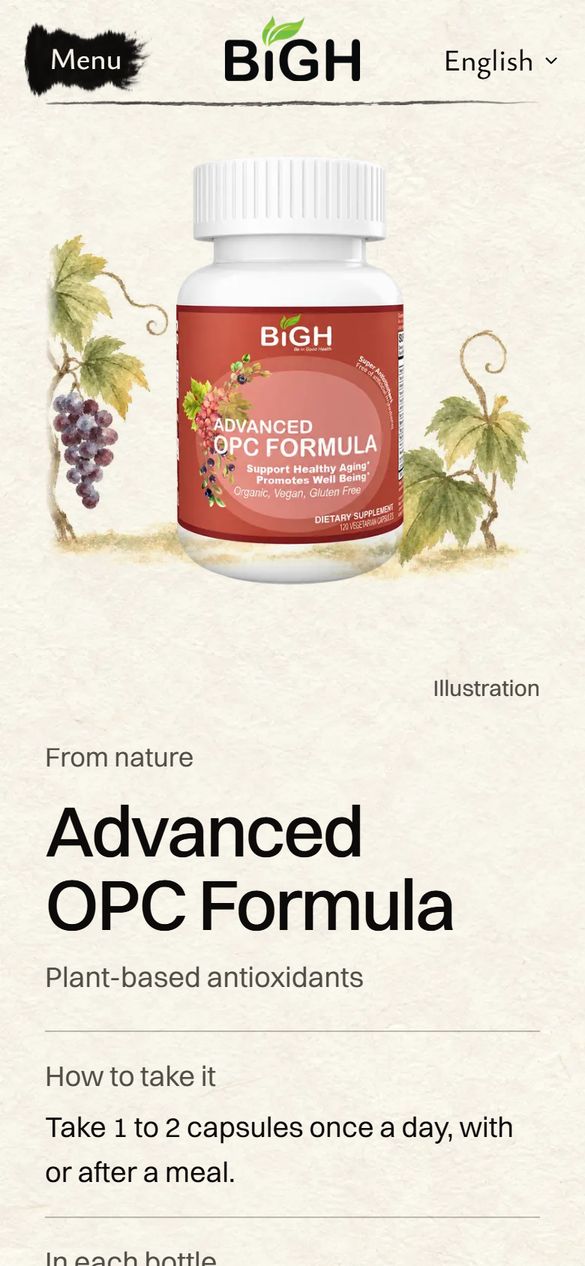 Menu
BiGH
English
BiGH
Be in Good Health
Super Antioxidants
ADVANCED
OPC FORMULA
Support Healthy Aging*
Promotes Well Being*
Organic, Vegan, Gluten Free
DIETARY SUPPLEMENT
120 VEGETARIAN CAPSULES
Illustration
From nature
Advanced
OPC Formula
Plant-based antioxidants
How to take it
Take 1 to 2 capsules once a day, with
or after a meal.
In each bottle